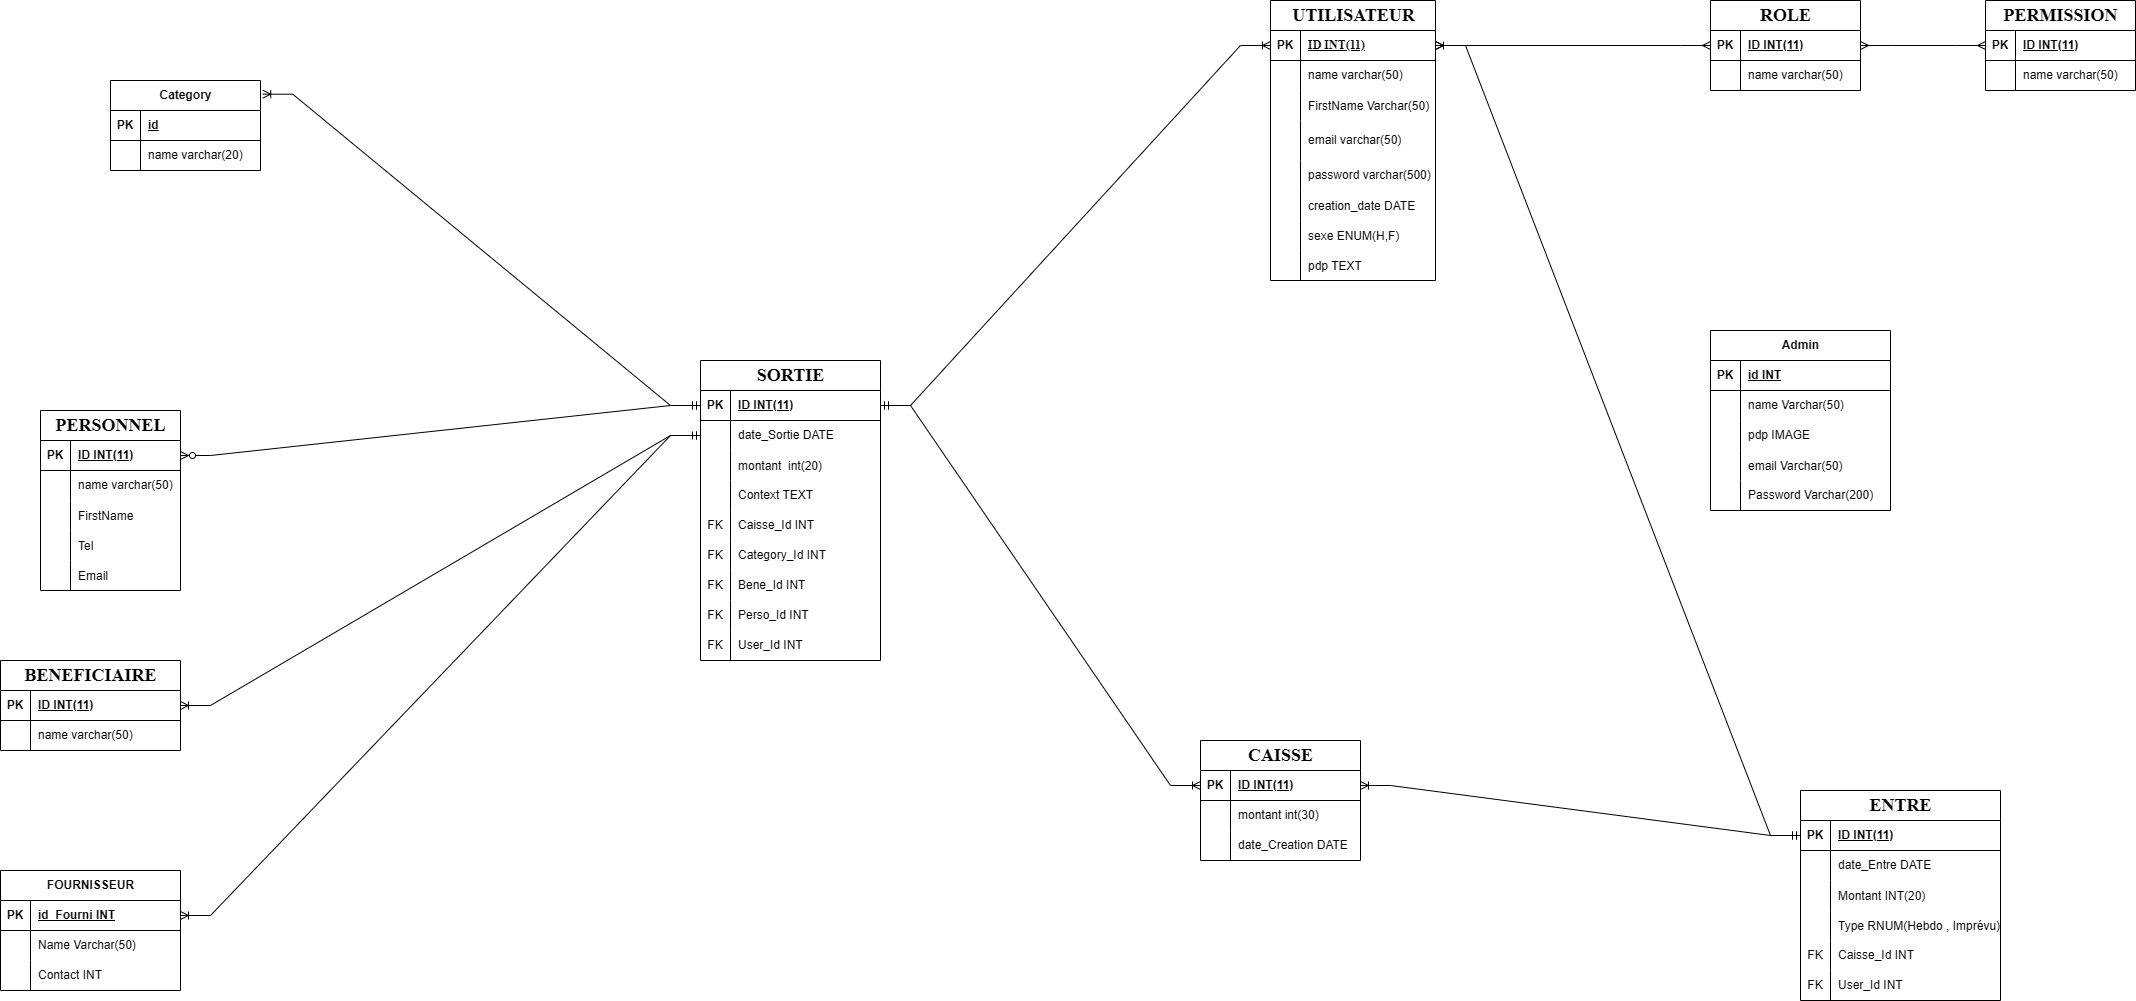 UTILISATEUR
PK ID INT(11)
name varchar(50)
FirstName Varchar(50)
email varchar(50)
password varchar(500)
creation_date DATE
sexe ENUM(H,F)
pdp TEXT
ROLE
PK ID INT(11)
name varchar(50)
PERMISSION
PK ID INT(11)
name varchar(50)
Category
PK id
name varchar(20)
Admin
PK id INT
name Varchar(50)
pdp IMAGE
email Varchar(50)
Password Varchar(200)
SORTIE
PK ID INT(11)
date_Sortie DATE
montant  int(20)
Context TEXT
FK Caisse_Id INT
FK Category_Id INT
FK Bene_Id INT
FK Perso_Id INT
FK User_Id INT
PERSONNEL
PK ID INT(11)
name varchar(50)
FirstName
Tel
Email
BENEFICIAIRE
PK ID INT(11)
name varchar(50)
CAISSE
PK ID INT(11)
montant int(30)
date_Creation DATE
ENTRE
PK ID INT(11)
date_Entre DATE
Montant INT(20)
Type RNUM(Hebdo , Imprévu)
FK Caisse_Id INT
FK User_Id INT
FOURNISSEUR
PK id_Fourni INT
Name Varchar(50)
Contact INT